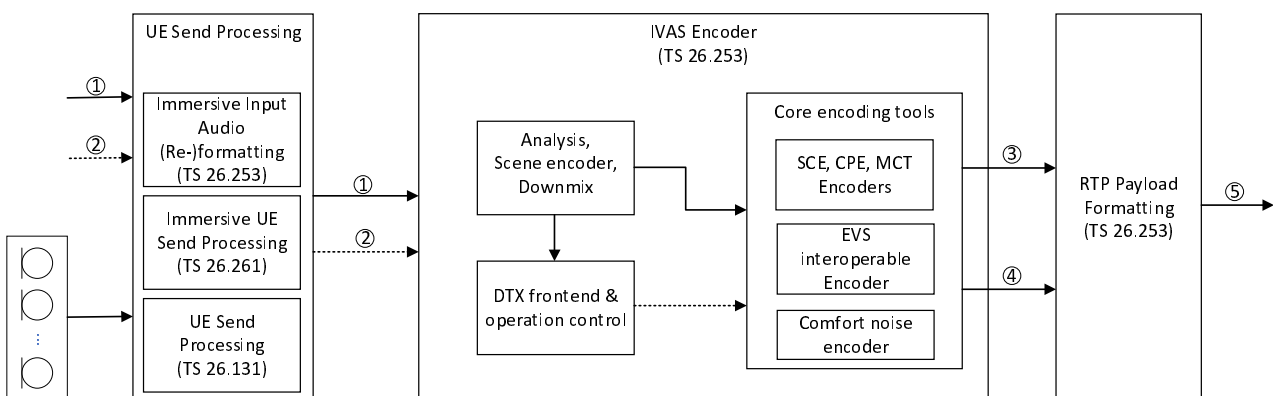 UE Send Processing
①
②
Immersive Input
Audio
(Re-)formatting
(TS 26.253)
Immersive UE
Send Processing
(TS 26.261)
UE Send
Processing
(TS 26.131)
①
②
IVAS Encoder
(TS 26.253)
Analysis,
Scene encoder,
Downmix
DTX frontend &
operation control
Core encoding tools
SCE, CPE, MCT
Encoders
EVS
interoperable
Encoder
Comfort noise
encoder
③
④
RTP Payload
Formatting
(TS 26.253)
⑤